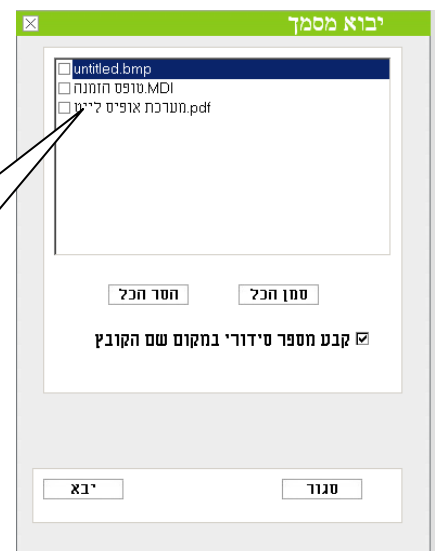 יבוא מסמך
untitled.bmp
טופס הזמנה.MDI
מערכת אופיס לייט.pdf
סמן הכל
הסר הכל
קבע מספר סידורי במקום שם הקובץ
סגור
יבא